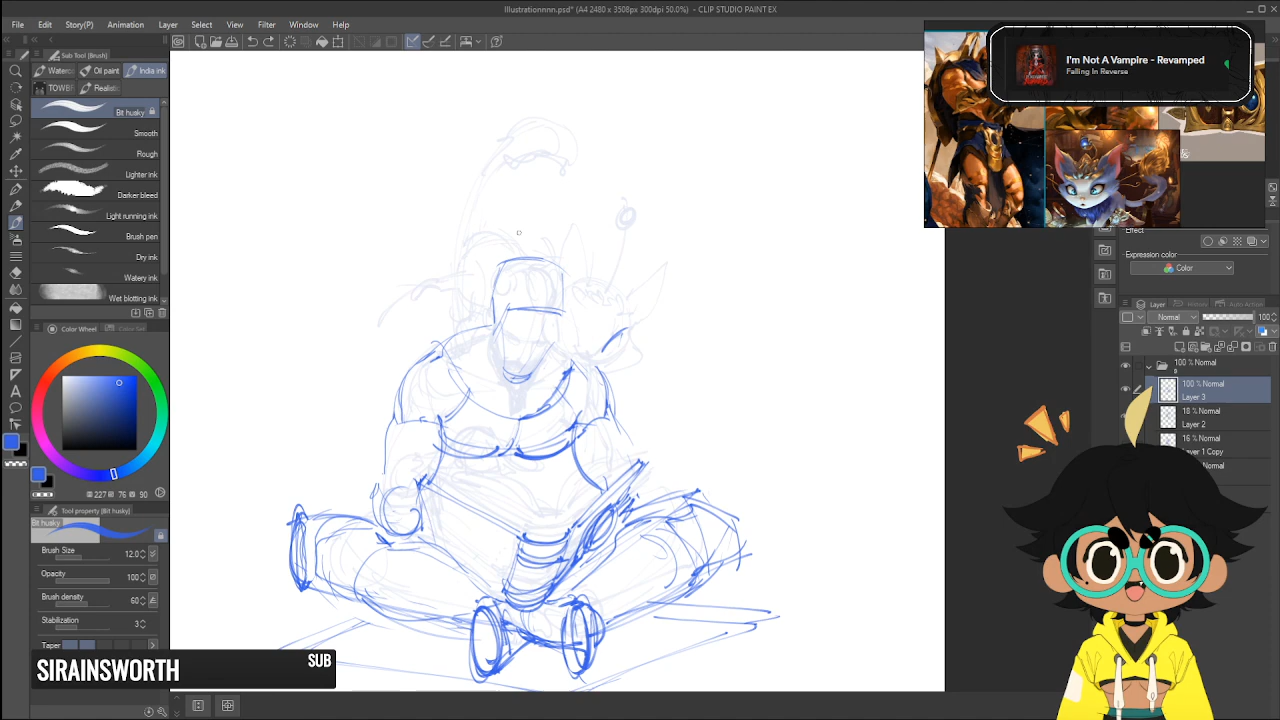 Illustrationnnn.psd* (A4 2480 x 3508px 300dpi 50.0%) - CLIP STUDIO PAINT EX
File Edit Story(P) Animation Layer Select View Filter Window Help
Sub Tool [Brush]
Oil paint India ink
Bit husky
Smooth
Rough
Lighter ink
Darker bleed
Light running ink
Brush pen
Dry ink
Watery ink
Wet blotting ink
Color Wheel
227 76 90
Tool property [Bit husky]
Bit husky
Brush Size 12.0
Opacity 100
Brush density 60
Stabilization 3
Taper
SIRAINSWORTH SUB
I'm Not A Vampire - Revamped
Falling In Reverse
Effect
Expression color
Color
Layer History Auto Action
Normal 100
100 % Normal
100 % Normal
Layer 3
18 % Normal
Layer 2
16 % Normal
Copy
Normal